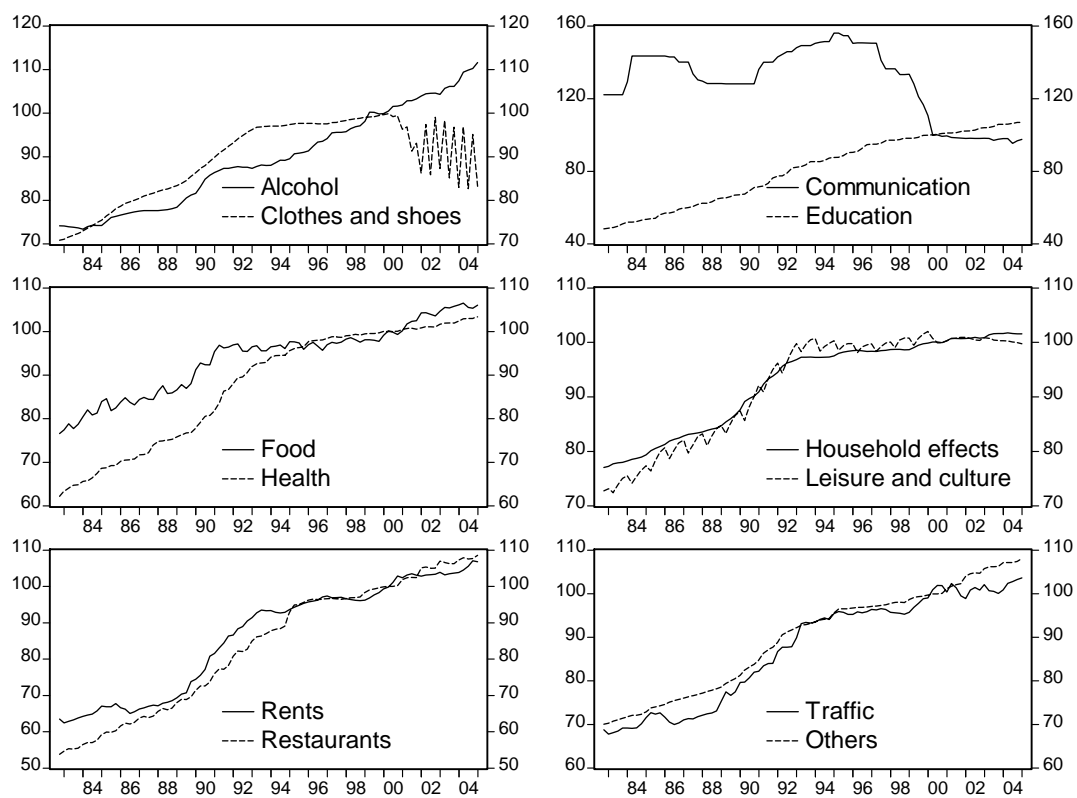 120 120 160 160
110 110
120 120
100 100
90 90
80 80
80 Alcohol 80 Communication
Clothes and shoes Education
70 70 40 40
84 86 88 90 92 94 96 98 00 02 04 84 86 88 90 92 94 96 98 00 02 04
110 110 110 110
100 100 100 100
90 90
90 90
80 80
80 80
70 Food 70 Household effects
Health Leisure and culture
60 60 70 70
84 86 88 90 92 94 96 98 00 02 04 84 86 88 90 92 94 96 98 00 02 04
110 110 110 110
100 100
100 100
90 90
90 90
80 80
80 80
70 70
70 70
60 Rents 60 Traffic
Restaurants Others
50 50 60 60
84 86 88 90 92 94 96 98 00 02 04 84 86 88 90 92 94 96 98 00 02 04